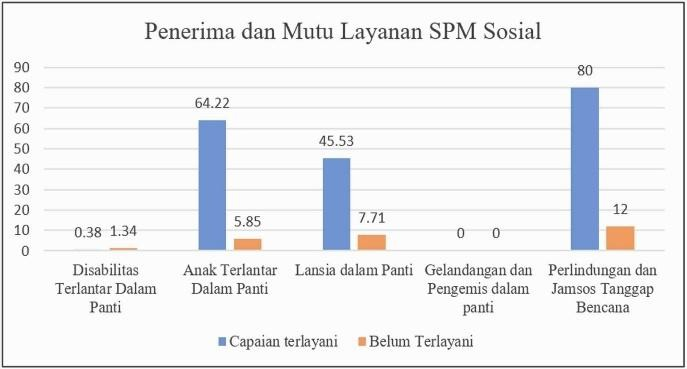 Penerima dan Mutu Layanan SPM Sosial
90
80
70
60
50
40
30
20
10
0
0.38
1.34
64.22
5.85
45.53
7.71
0
0
80
12
Disabilitas
Terlantar Dalam
Panti
Anak Terlantar
Dalam Panti
Lansia dalam Panti
Gelandangan dan
Pengemis dalam
panti
Perlindungan dan
Jamsos Tanggap
Bencana
Capaian terlayani
Belum Terlayani